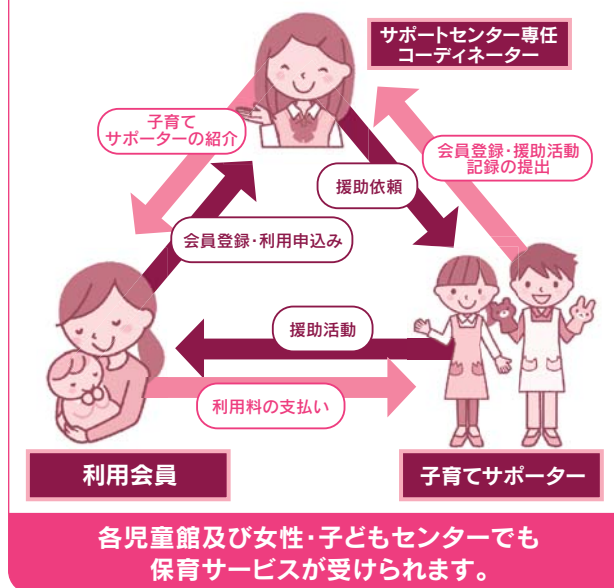 サポートセンター専任
コーディネーター
子育て
サポーターの紹介
会員登録・援助活動
記録の提出
援助依頼
会員登録・利用申込み
援助活動
利用料の支払い
利用会員
子育てサポーター
各児童館及び女性・子どもセンターでも
保育サービスが受けられます。